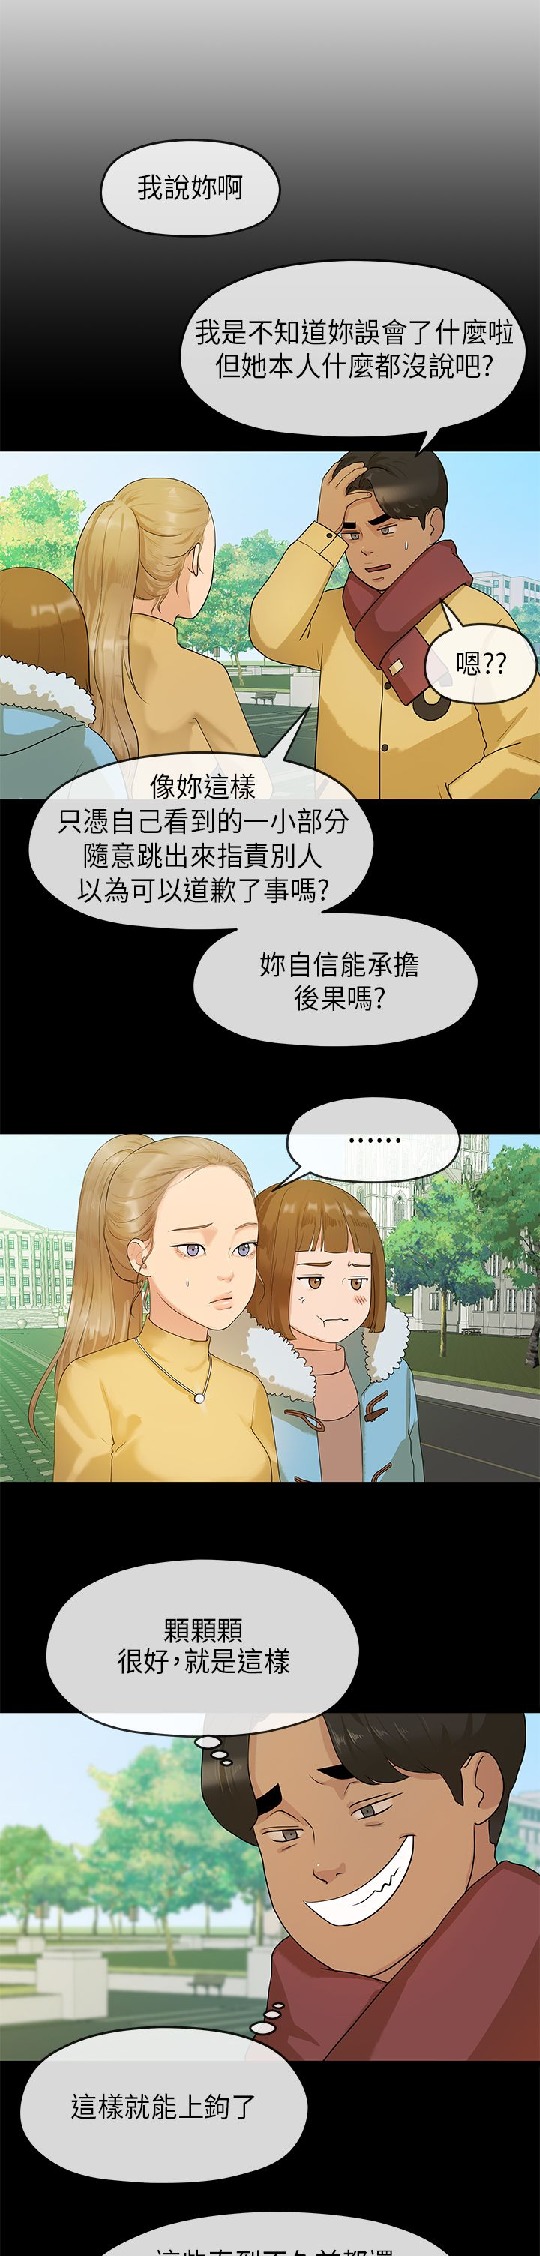 我說妳啊
我是不知道妳誤會了什麼啦
但她本人什麼都沒說吧?
嗯??
像妳這樣
只憑自己看到的一小部分
隨意跳出來指責別人
以為可以道歉了事嗎?
妳自信能承擔
後果嗎?
……
顆顆顆
很好,就是這樣
這樣就能上鉤了